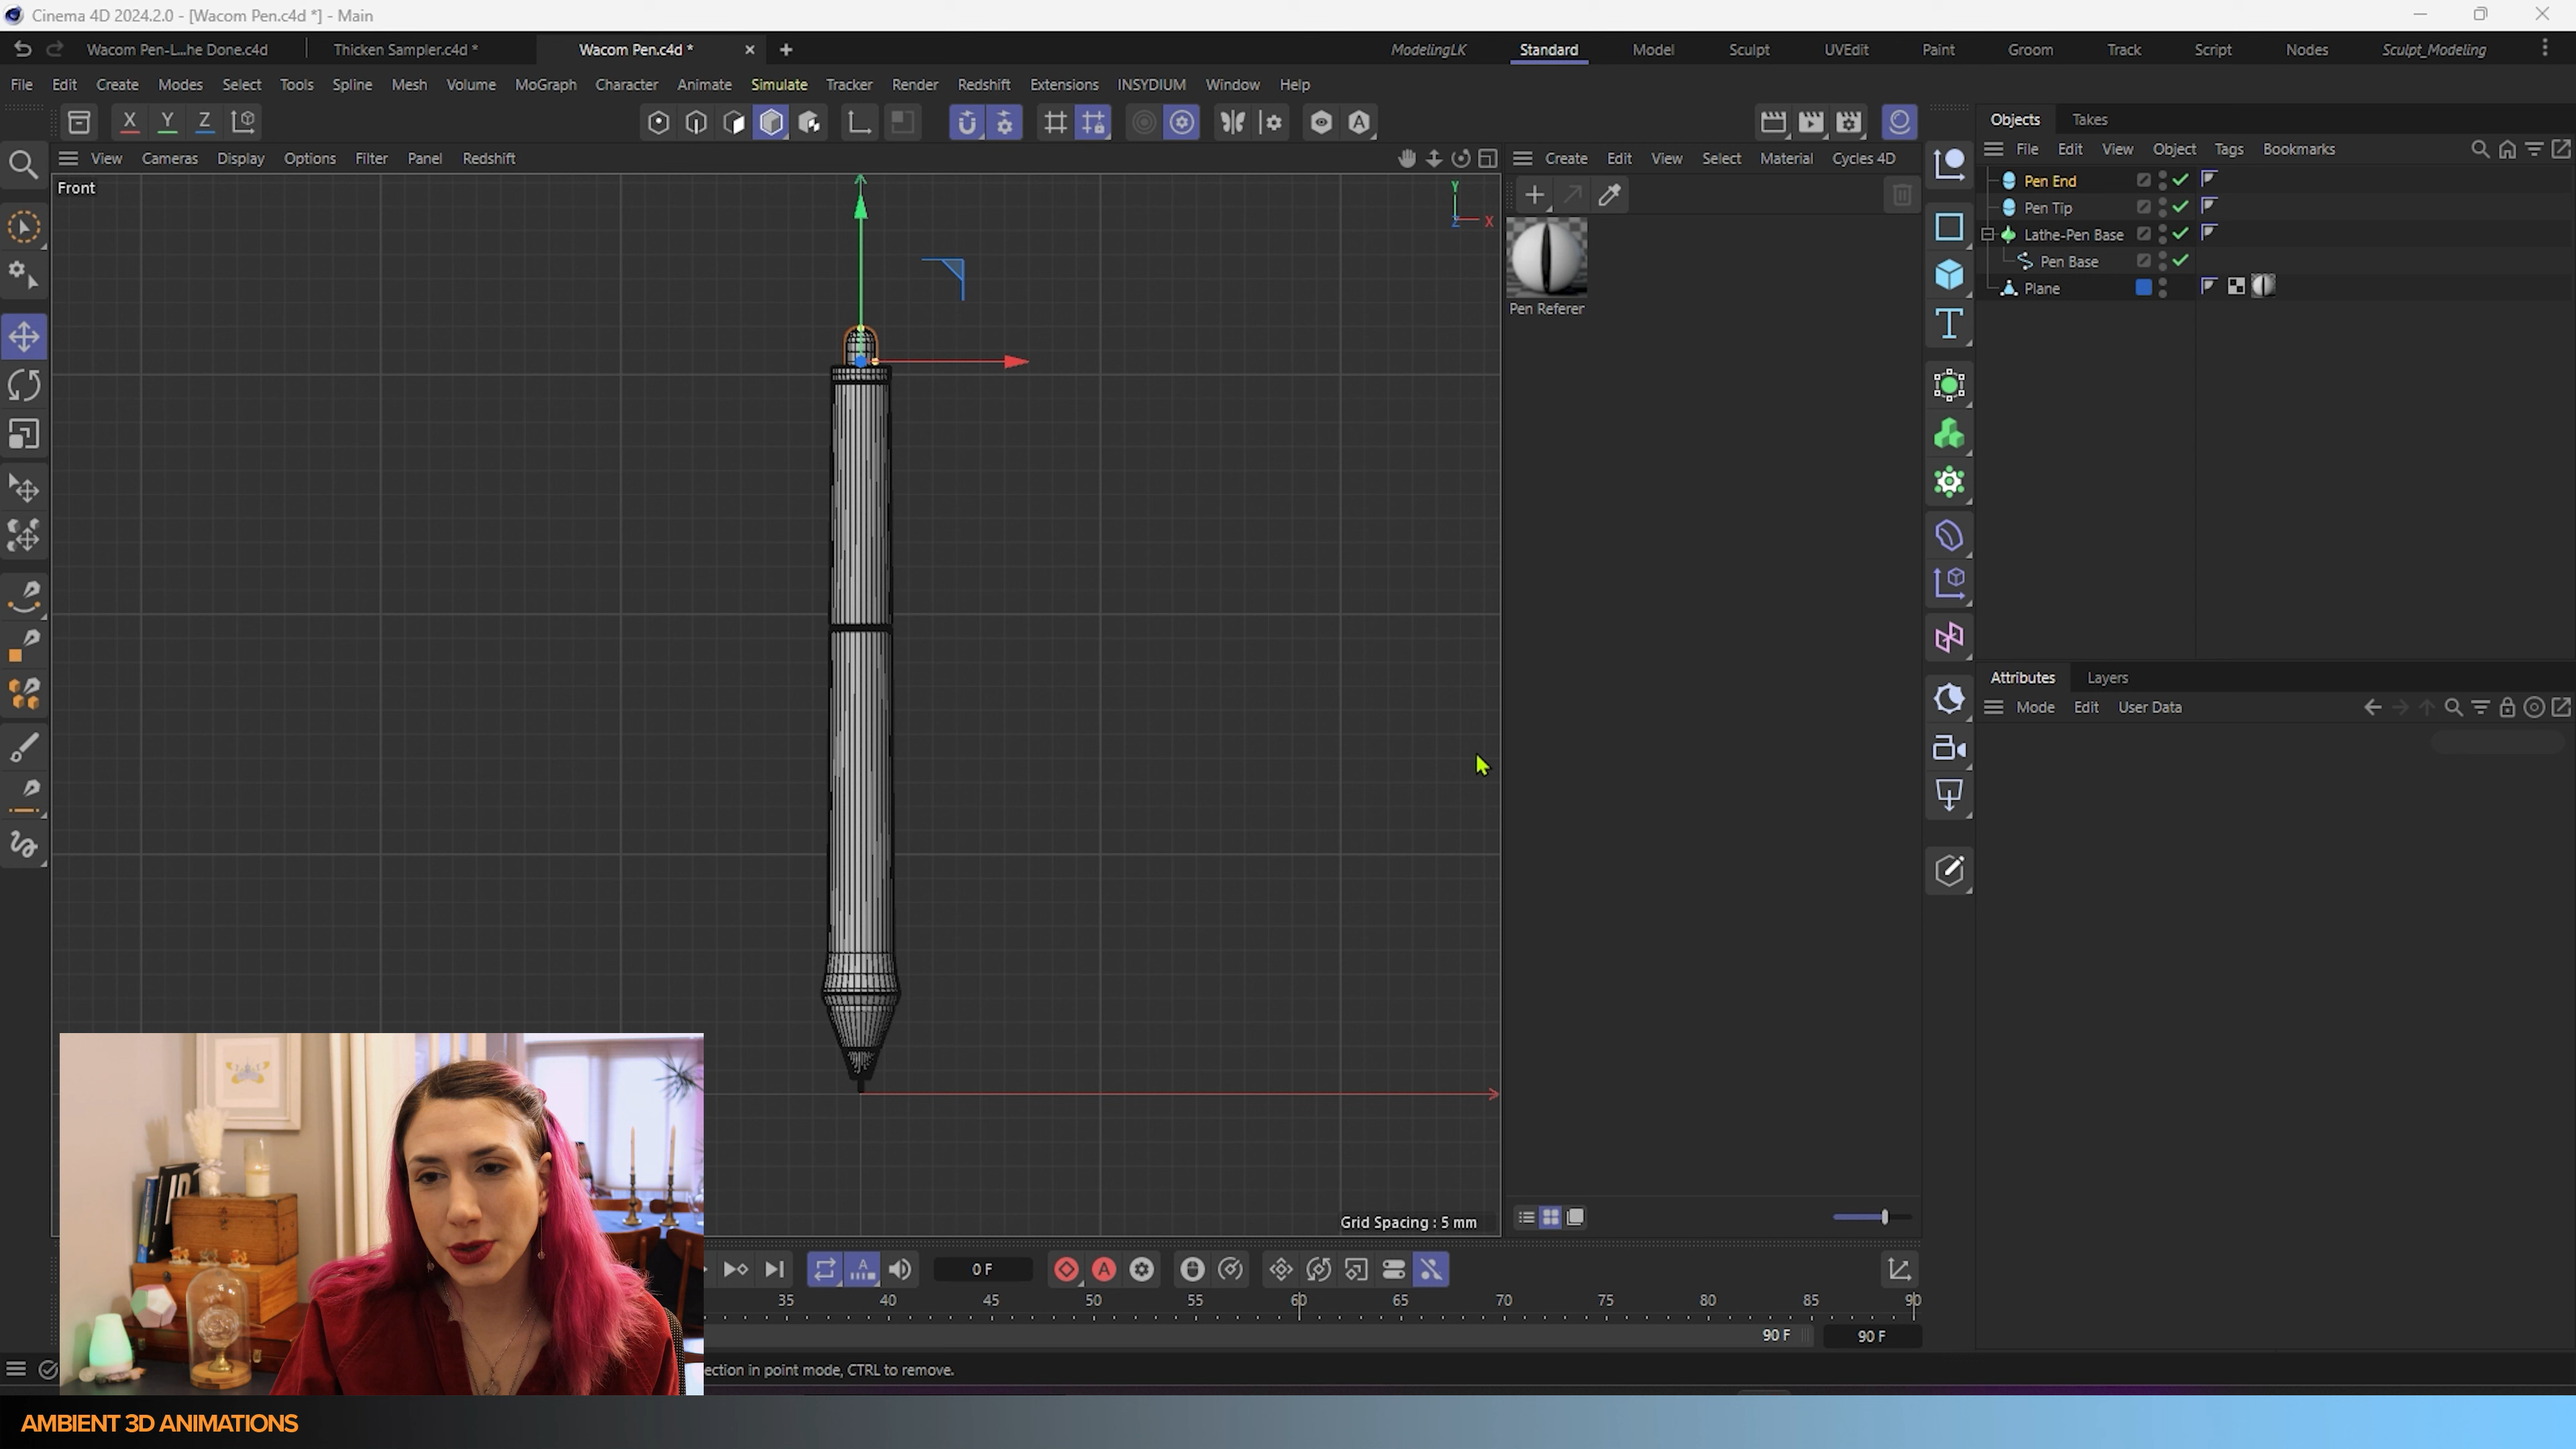 Cinema 4D 2024.2.0 - [Wacom Pen.c4d *] - Main
Wacom Pen-L...he Done.c4d Thicken Sampler.c4d * Wacom Pen.c4d * ModelingLK Standard Model Sculpt UVEdit Paint Groom Track Script Nodes Sculpt_Modeling
File Edit Create Modes Select Tools Spline Mesh Volume MoGraph Character Animate Simulate Tracker Render Redshift Extensions INSYDIUM Window Help
X Y Z
Objects Takes
View Cameras Display Options Filter Panel Redshift
Create Edit View Select Material Cycles 4D
File Edit View Object Tags Bookmarks
Front
Y
X
Z
Pen End
Pen Tip
Lathe-Pen Base
Pen Base
Plane
Pen Referer
Attributes Layers
Mode Edit User Data
Grid Spacing : 5 mm
0 F
35 40 45 50 55 60 65 70 75 80 85 90
90 F 90 F
ection in point mode, CTRL to remove.
AMBIENT 3D ANIMATIONS